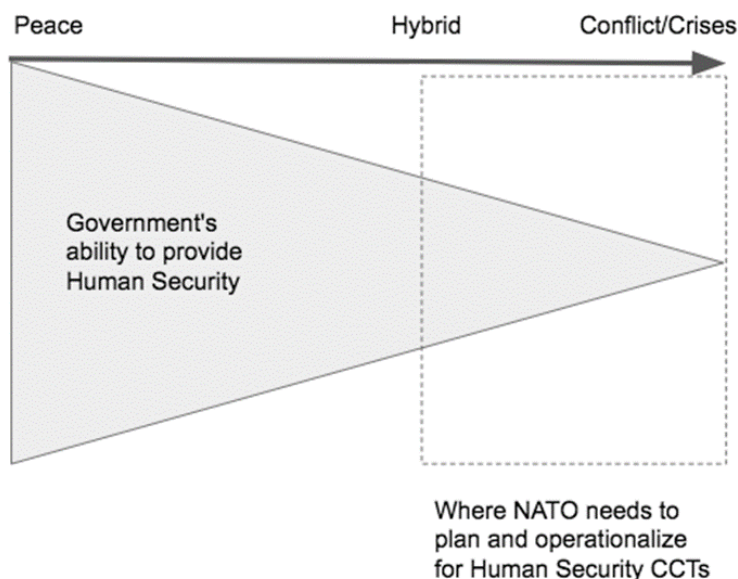 Peace Hybrid Conflict/Crises
Government's
ability to provide
Human Security
Where NATO needs to
plan and operationalize
for Human Security CCTs